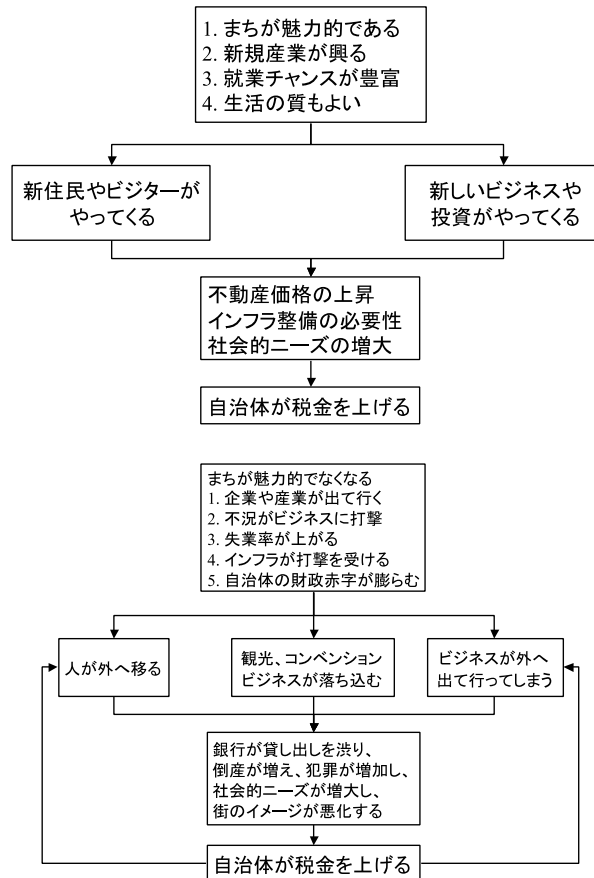 1. まちが魅力的である
2. 新規産業が興る
3. 就業チャンスが豊富
4. 生活の質もよい
新住民やビジターが
やってくる
新しいビジネスや
投資がやってくる
不動産価格の上昇
インフラ整備の必要性
社会的ニーズの増大
自治体が税金を上げる
まちが魅力的でなくなる
1. 企業や産業が出て行く
2. 不況がビジネスに打撃
3. 失業率が上がる
4. インフラが打撃を受ける
5. 自治体の財政赤字が膨らむ
人が外へ移る
観光、コンベンション
ビジネスが落ち込む
ビジネスが外へ
出て行ってしまう
銀行が貸し出しを渋り、
倒産が増え、犯罪が増加し、
社会的ニーズが増大し、
街のイメージが悪化する
自治体が税金を上げる